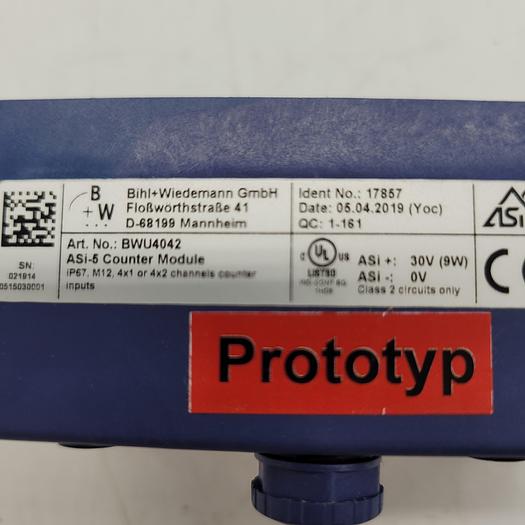 B
+W
Bihl+Wiedemann GmbH
Floßwörthstraße 41
D-68199 Mannheim
Ident No.: 17857
Date: 05.04.2019 (Yoc)
QC: 1-161
ASI
SN:
021914
0515030001
Art. No.: BWU4042
ASi-5 Counter Module
IP67, M12, 4x1 or 4x2 channels counter
inputs
c UL us
LISTED
ASi +: 30V (9W)
ASi -: 0V
Class 2 circuits only
CE
Prototyp